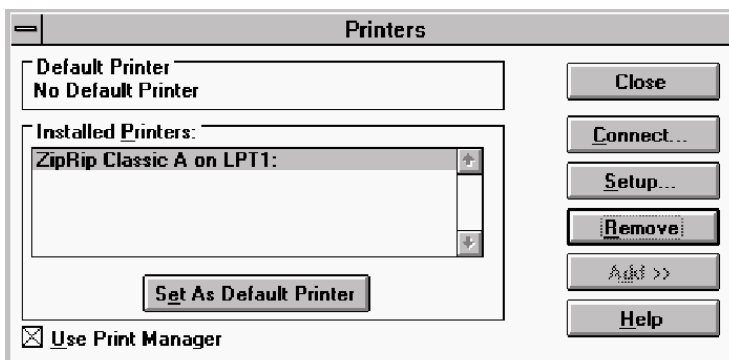 Printers
Default Printer
No Default Printer
Installed Printers:
ZipRip Classic A on LPT1:
Set As Default Printer
Use Print Manager
Close
Connect...
Setup...
Remove
Add >>
Help